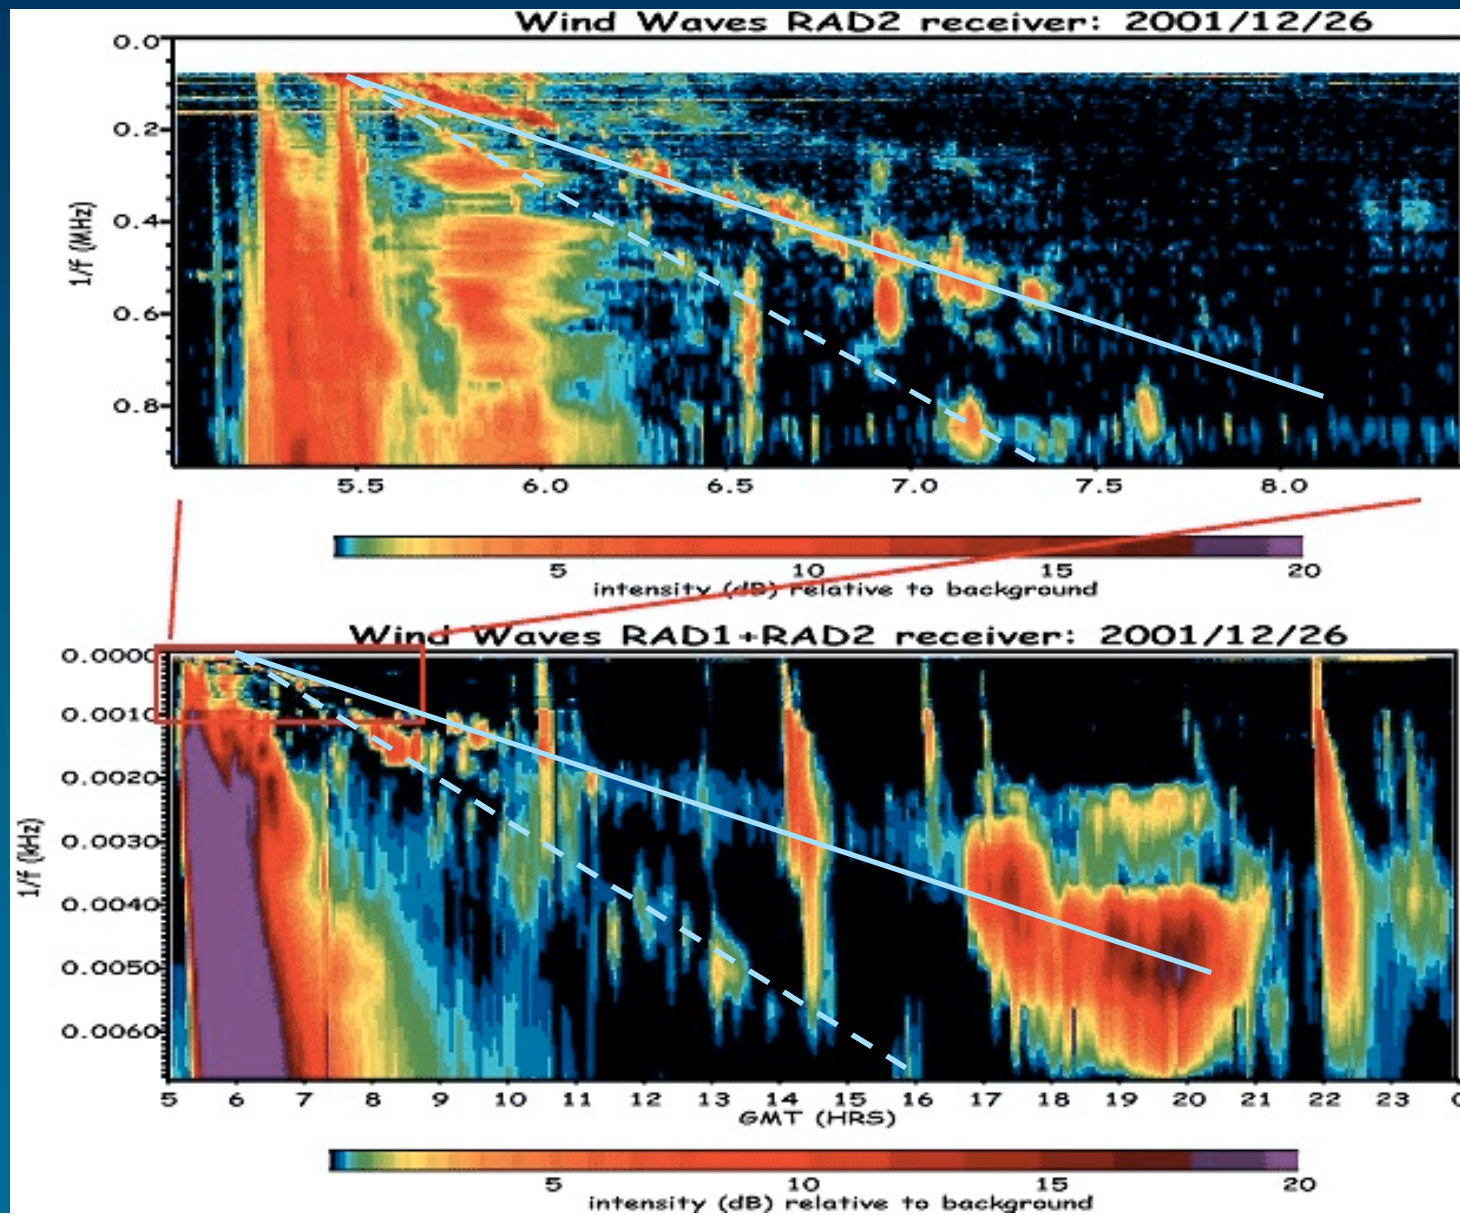 Wind Waves RAD2 receiver: 2001/12/26
0.0
0.2
0.4
0.6
0.8
1/f (MHz)
5.5 6.0 6.5 7.0 7.5 8.0
5 10 15 20
intensity (dB) relative to background
Wind Waves RAD1+RAD2 receiver: 2001/12/26
0.0000
0.0010
0.0020
0.0030
0.0040
0.0050
0.0060
1/f (kHz)
5 6 7 8 9 10 11 12 13 14 15 16 17 18 19 20 21 22 23 0
GMT (HRS)
5 10 15 20
intensity (dB) relative to background